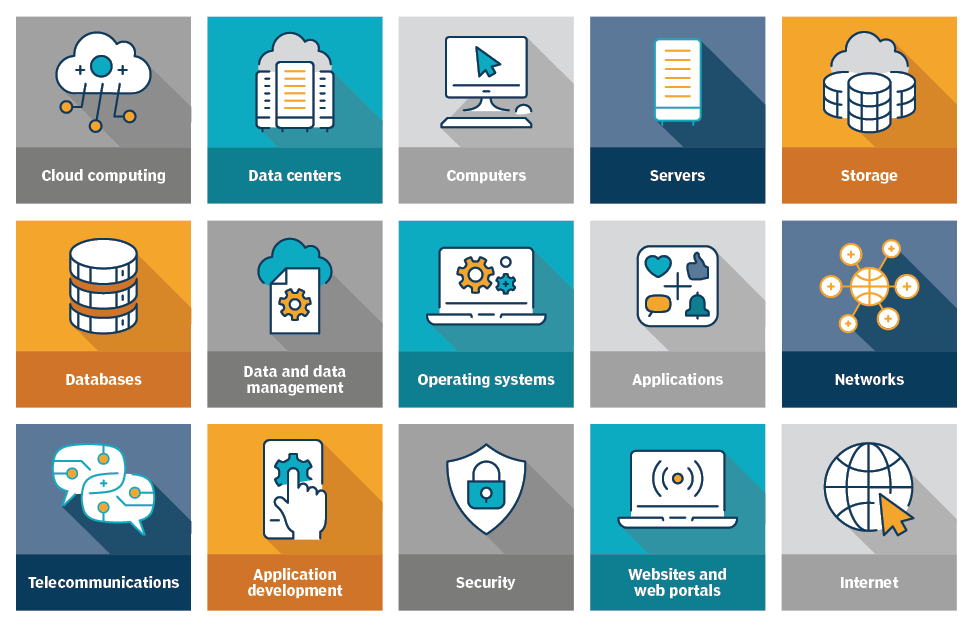 Cloud computing
Data centers
Computers
Servers
Storage
Databases
Data and data
management
Operating systems
Applications
Networks
Telecommunications
Application
development
Security
Websites and
web portals
Internet